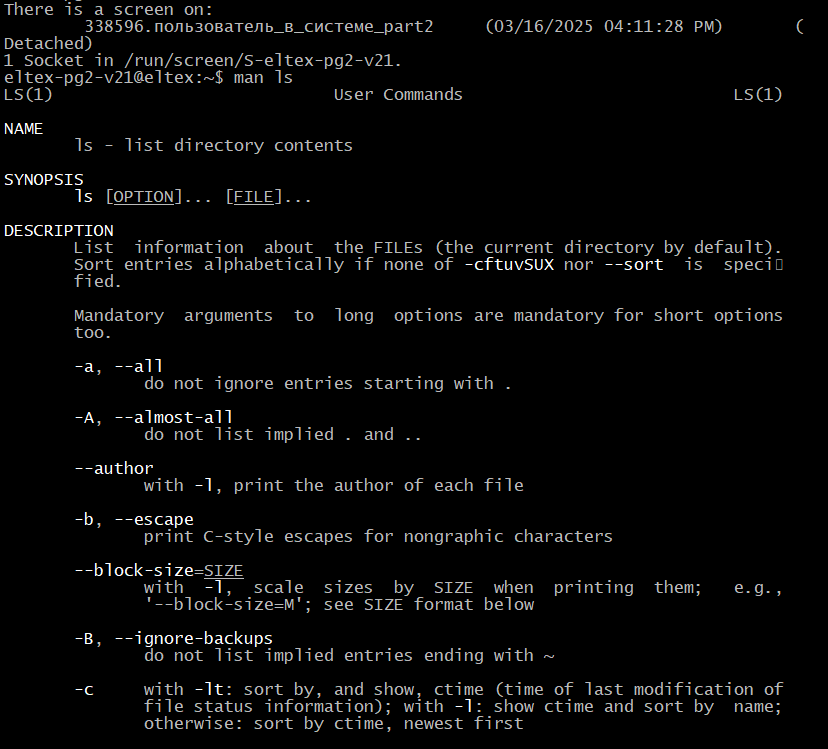 There is a screen on:
        338596.пользователь_в_системе_part2     (03/16/2025 04:11:28 PM)        (
Detached)
1 Socket in /run/screen/S-eltex-pg2-v21.
eltex-pg2-v21@eltex:~$ man ls
LS(1)                            User Commands                           LS(1)

NAME
       ls - list directory contents

SYNOPSIS
       ls [OPTION]... [FILE]...

DESCRIPTION
       List  information  about  the FILEs (the current directory by default).
       Sort entries alphabetically if none of -cftuvSUX nor --sort  is  speci▯
       fied.

       Mandatory  arguments  to  long  options are mandatory for short options
       too.

       -a, --all
              do not ignore entries starting with .

       -A, --almost-all
              do not list implied . and ..

       --author
              with -l, print the author of each file

       -b, --escape
              print C-style escapes for nongraphic characters

       --block-size=SIZE
              with  -l,  scale  sizes  by  SIZE  when  printing  them;   e.g.,
              '--block-size=M'; see SIZE format below

       -B, --ignore-backups
              do not list implied entries ending with ~

       -c     with -lt: sort by, and show, ctime (time of last modification of
              file status information); with -l: show ctime and sort by  name;
              otherwise: sort by ctime, newest first